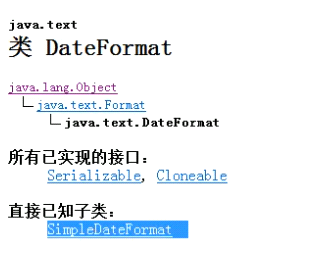 java.text
类 DateFormat
java.lang.Object
java.text.Format
java.text.DateFormat
所有已实现的接口：
Serializable, Cloneable
直接已知子类：
SimpleDateFormat